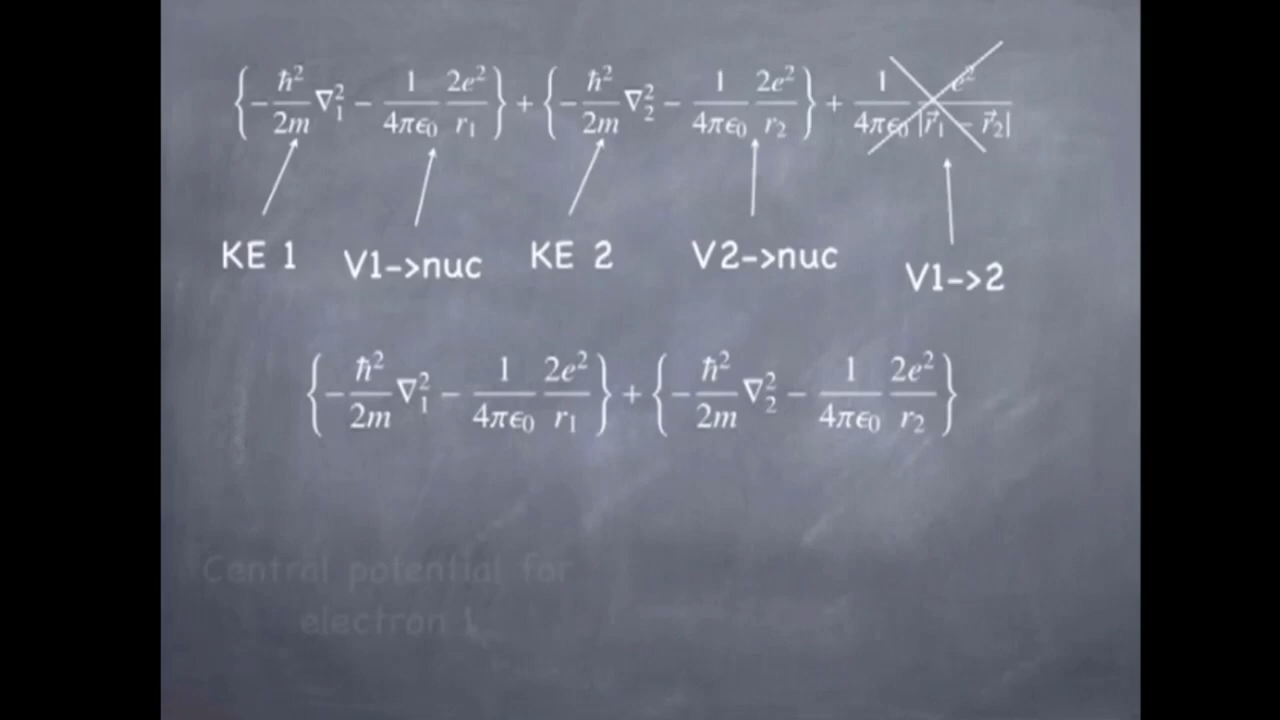 {−ħ²/2m ∇₁² − 1/4πϵ₀ 2e²/r₁} + {−ħ²/2m ∇₂² − 1/4πϵ₀ 2e²/r₂} + 1/4πϵ₀ e²/|r⃗₁ − r⃗₂|
KE 1 V1->nuc KE 2 V2->nuc V1->2
{−ħ²/2m ∇₁² − 1/4πϵ₀ 2e²/r₁} + {−ħ²/2m ∇₂² − 1/4πϵ₀ 2e²/r₂}
Central potential for
electron 1